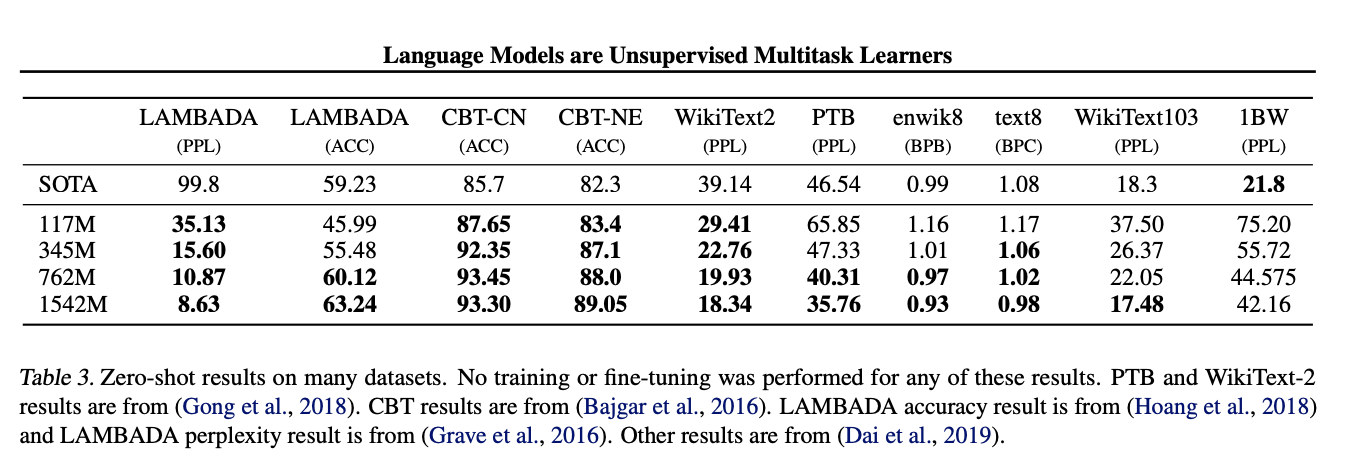 Language Models are Unsupervised Multitask Learners
LAMBADA LAMBADA CBT-CN CBT-NE WikiText2 PTB enwik8 text8 WikiText103 1BW
(PPL) (ACC) (ACC) (ACC) (PPL) (PPL) (BPB) (BPC) (PPL) (PPL)
SOTA 99.8 59.23 85.7 82.3 39.14 46.54 0.99 1.08 18.3 21.8
117M 35.13 45.99 87.65 83.4 29.41 65.85 1.16 1.17 37.50 75.20
345M 15.60 55.48 92.35 87.1 22.76 47.33 1.01 1.06 26.37 55.72
762M 10.87 60.12 93.45 88.0 19.93 40.31 0.97 1.02 22.05 44.575
1542M 8.63 63.24 93.30 89.05 18.34 35.76 0.93 0.98 17.48 42.16
Table 3. Zero-shot results on many datasets. No training or fine-tuning was performed for any of these results. PTB and WikiText-2
results are from (Gong et al., 2018). CBT results are from (Bajgar et al., 2016). LAMBADA accuracy result is from (Hoang et al., 2018)
and LAMBADA perplexity result is from (Grave et al., 2016). Other results are from (Dai et al., 2019).